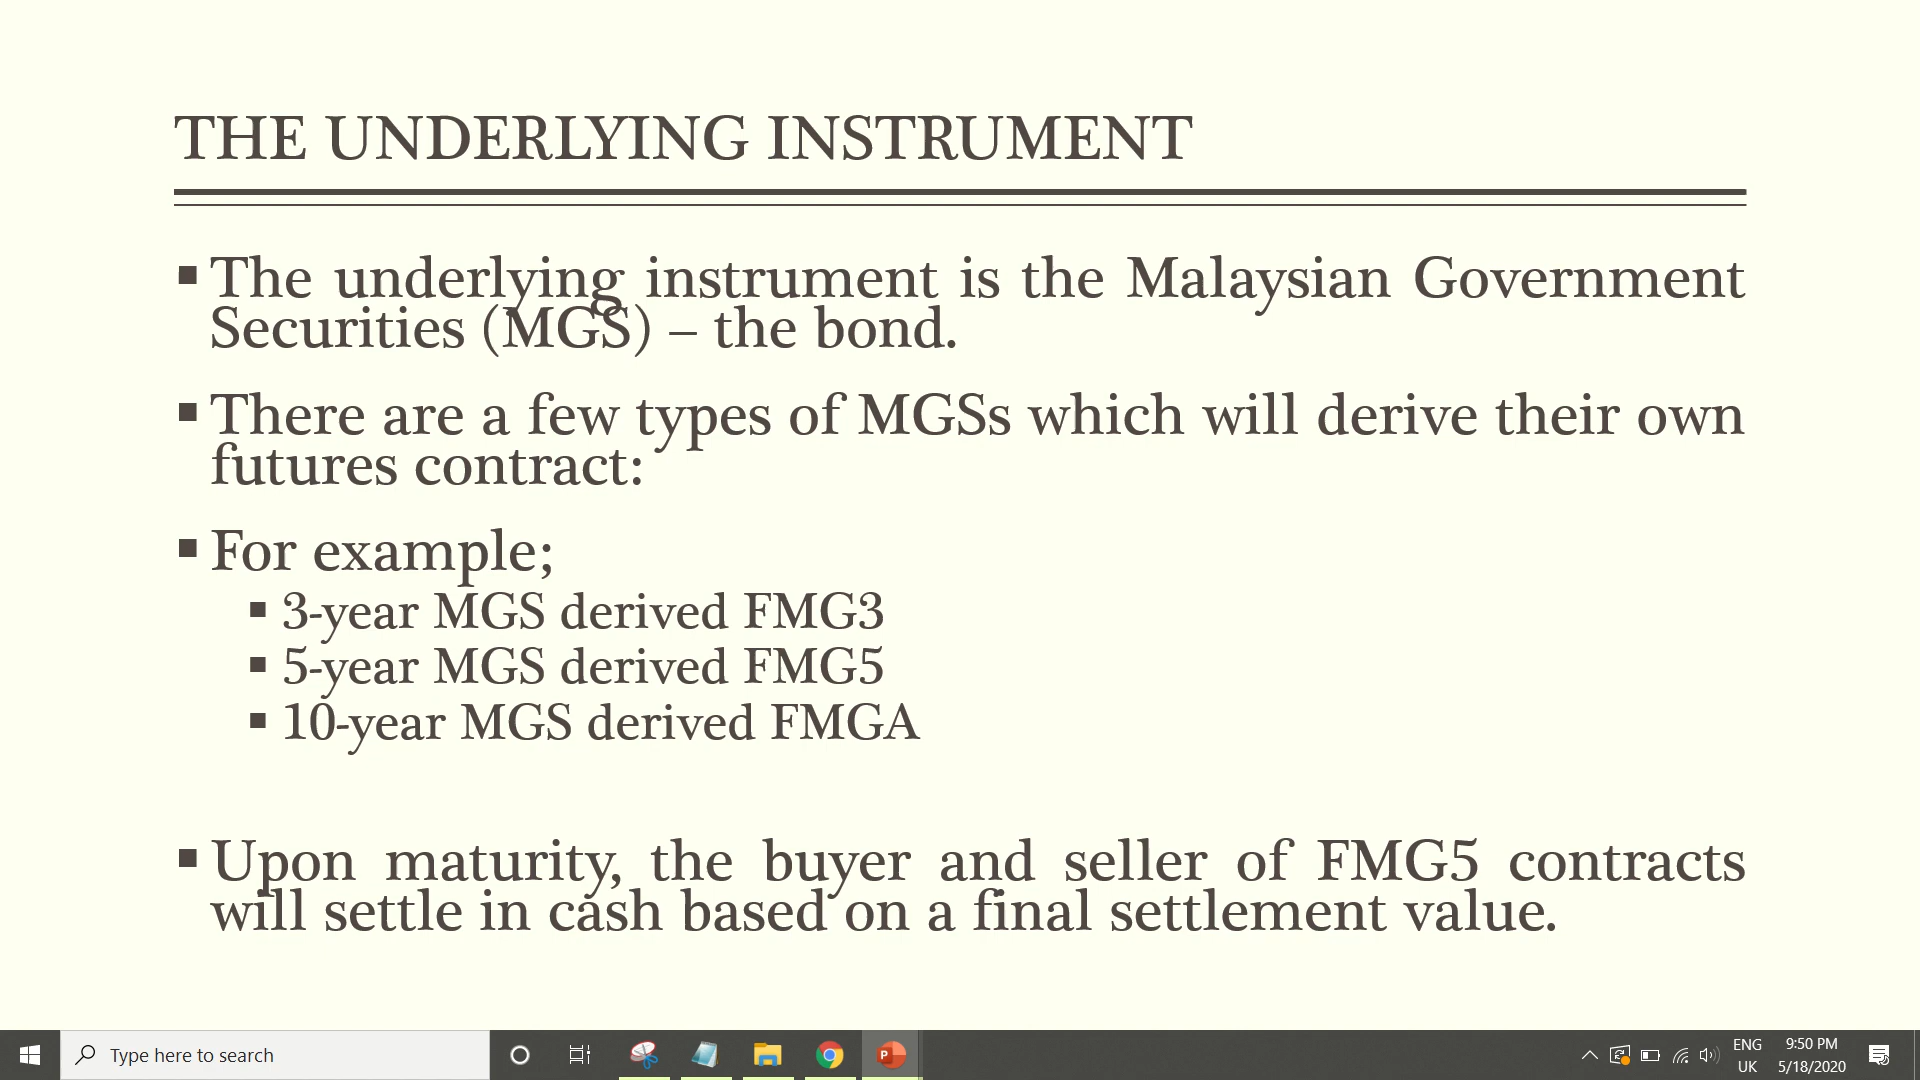 THE UNDERLYING INSTRUMENT
▪ The underlying instrument is the Malaysian Government
Securities (MGS) – the bond.
▪ There are a few types of MGSs which will derive their own
futures contract:
▪ For example;
▪ 3-year MGS derived FMG3
▪ 5-year MGS derived FMG5
▪ 10-year MGS derived FMGA
▪ Upon maturity, the buyer and seller of FMG5 contracts
will settle in cash based on a final settlement value.
Type here to search
P
ENG
UK
9:50 PM
5/18/2020